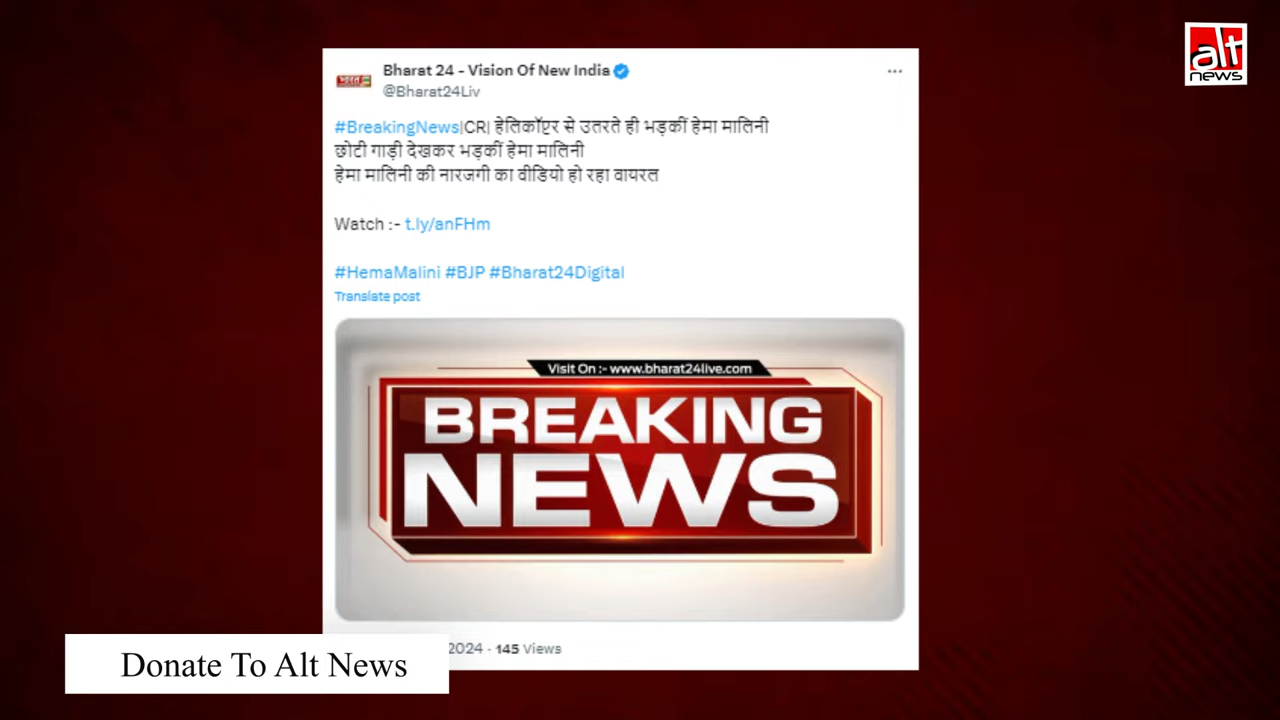 alt
news
Bharat 24 - Vision Of New India
@Bharat24Liv
#BreakingNews|CR| हेलिकॉप्टर से उतरते ही भड़कीं हेमा मालिनी
छोटी गाड़ी देखकर भड़कीं हेमा मालिनी
हेमा मालिनी की नारजगी का वीडियो हो रहा वायरल
Watch :- t.ly/anFHm
#HemaMalini #BJP #Bharat24Digital
Translate post
Visit On :- www.bharat24live.com
BREAKING
NEWS
2024 · 145 Views
Donate To Alt News